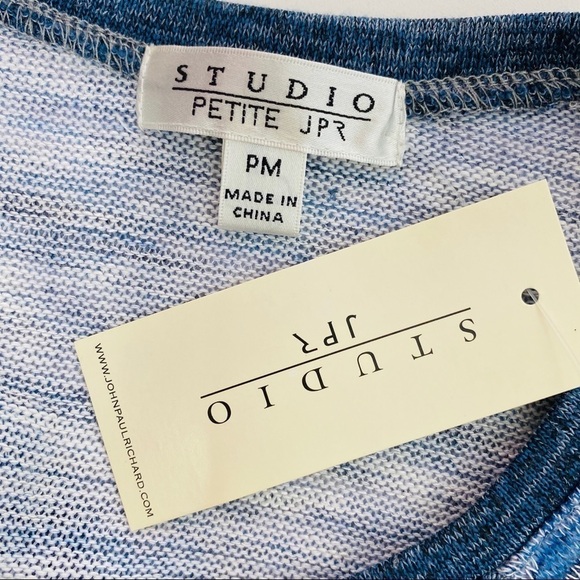 STUDIO
PETITE JPR
PM
MADE IN
CHINA
STUDIO
JPR
WWW.JOHNPAULRICHARD.COM